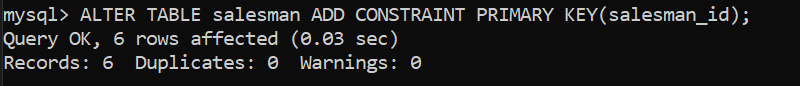 mysql> ALTER TABLE salesman ADD CONSTRAINT PRIMARY KEY(salesman_id);
Query OK, 6 rows affected (0.03 sec)
Records: 6  Duplicates: 0  Warnings: 0